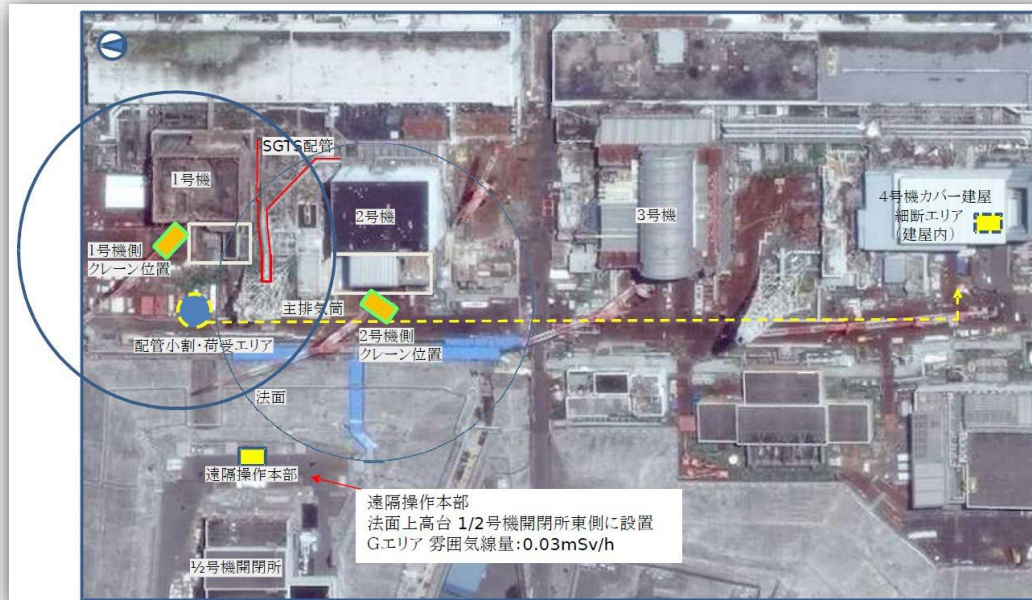 SGTS配管
1号機
2号機
3号機
4号機カバー建屋
細断エリア
(建屋内)
1号機側
クレーン位置
主排気筒
2号機側
クレーン位置
配管小割・荷受エリア
法面
遠隔操作本部
遠隔操作本部
法面上高台 1/2号機開閉所東側に設置
Gエリア 雰囲気線量:0.03mSv/h
½号機開閉所